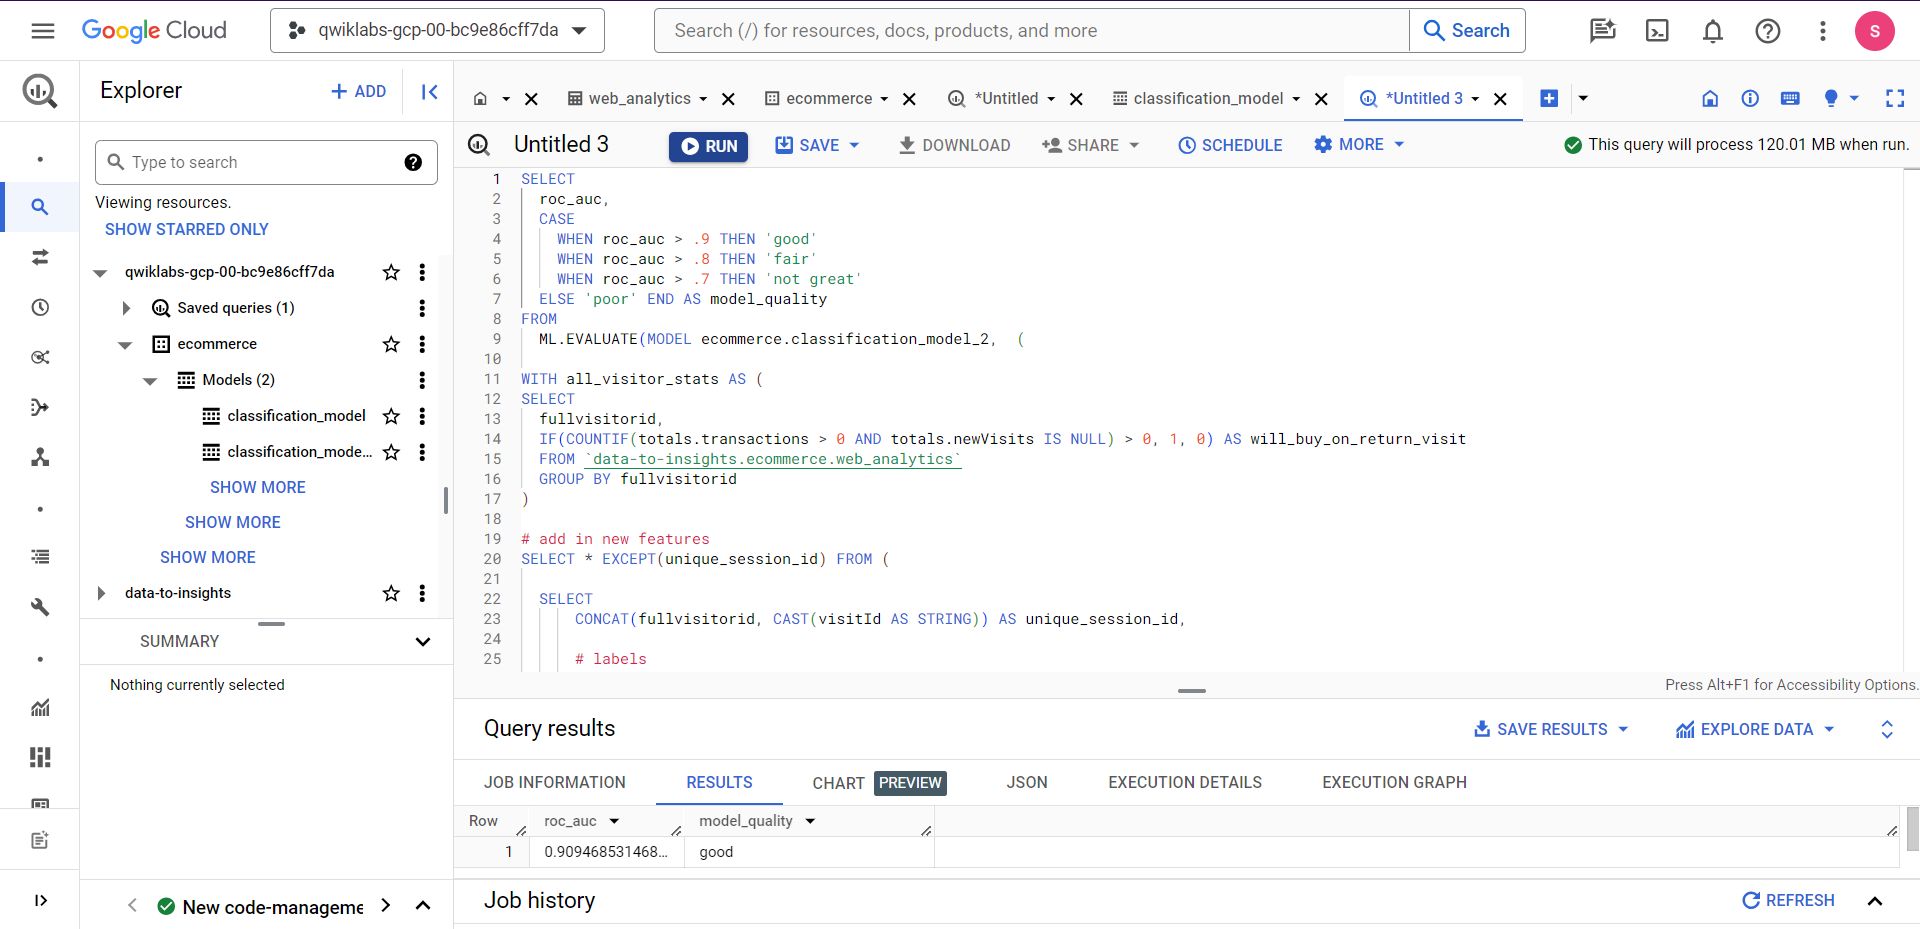 Google Cloud
qwiklabs-gcp-00-bc9e86cff7da
Search (/) for resources, docs, products, and more
Search
S
Explorer
+ ADD
web_analytics
ecommerce
*Untitled
classification_model
*Untitled 3
Untitled 3
RUN
SAVE
DOWNLOAD
SHARE
SCHEDULE
MORE
This query will process 120.01 MB when run.
Type to search
Viewing resources.
SHOW STARRED ONLY
qwiklabs-gcp-00-bc9e86cff7da
Saved queries (1)
ecommerce
Models (2)
classification_model
classification_mode...
SHOW MORE
SHOW MORE
SHOW MORE
data-to-insights
SUMMARY
Nothing currently selected
New code-manageme
1 SELECT
2 roc_auc,
3 CASE
4 WHEN roc_auc > .9 THEN 'good'
5 WHEN roc_auc > .8 THEN 'fair'
6 WHEN roc_auc > .7 THEN 'not great'
7 ELSE 'poor' END AS model_quality
8 FROM
9 ML.EVALUATE(MODEL ecommerce.classification_model_2, (
10
11 WITH all_visitor_stats AS (
12 SELECT
13 fullvisitorid,
14 IF(COUNTIF(totals.transactions > 0 AND totals.newVisits IS NULL) > 0, 1, 0) AS will_buy_on_return_visit
15 FROM `data-to-insights.ecommerce.web_analytics`
16 GROUP BY fullvisitorid
17 )
18
19 # add in new features
20 SELECT * EXCEPT(unique_session_id) FROM (
21
22 SELECT
23 CONCAT(fullvisitorid, CAST(visitId AS STRING)) AS unique_session_id,
24
25 # labels
Press Alt+F1 for Accessibility Options.
Query results
SAVE RESULTS
EXPLORE DATA
JOB INFORMATION
RESULTS
CHART PREVIEW
JSON
EXECUTION DETAILS
EXECUTION GRAPH
Row roc_auc model_quality
1 0.909468531468... good
Job history
REFRESH